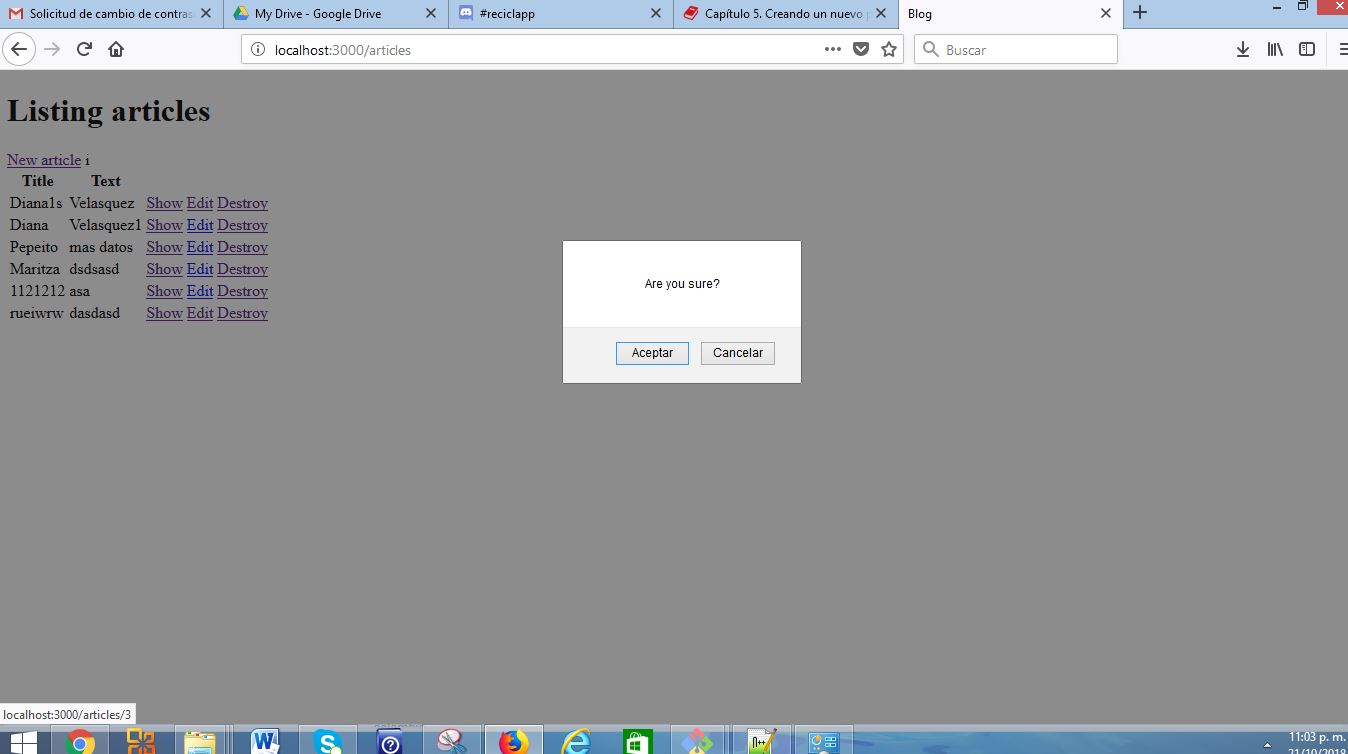 Solicitud de cambio de contras
My Drive - Google Drive
#reciclapp
Capítulo 5. Creando un nuevo
Blog
localhost:3000/articles
Buscar
Listing articles
New article i
Title Text
Diana1s Velasquez Show Edit Destroy
Diana Velasquez1 Show Edit Destroy
Pepeito mas datos Show Edit Destroy
Maritza dsdsasd Show Edit Destroy
1121212 asa Show Edit Destroy
rueiwrw dasdasd Show Edit Destroy
Are you sure?
Aceptar Cancelar
localhost:3000/articles/3
11:03 p. m.
21/10/2018